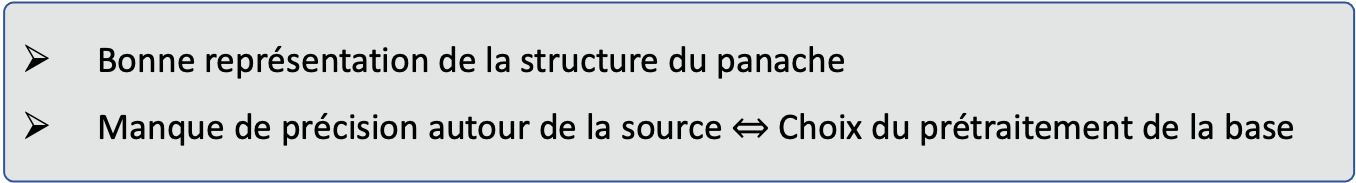 ➢ Bonne représentation de la structure du panache
➢ Manque de précision autour de la source ⇔ Choix du prétraitement de la base